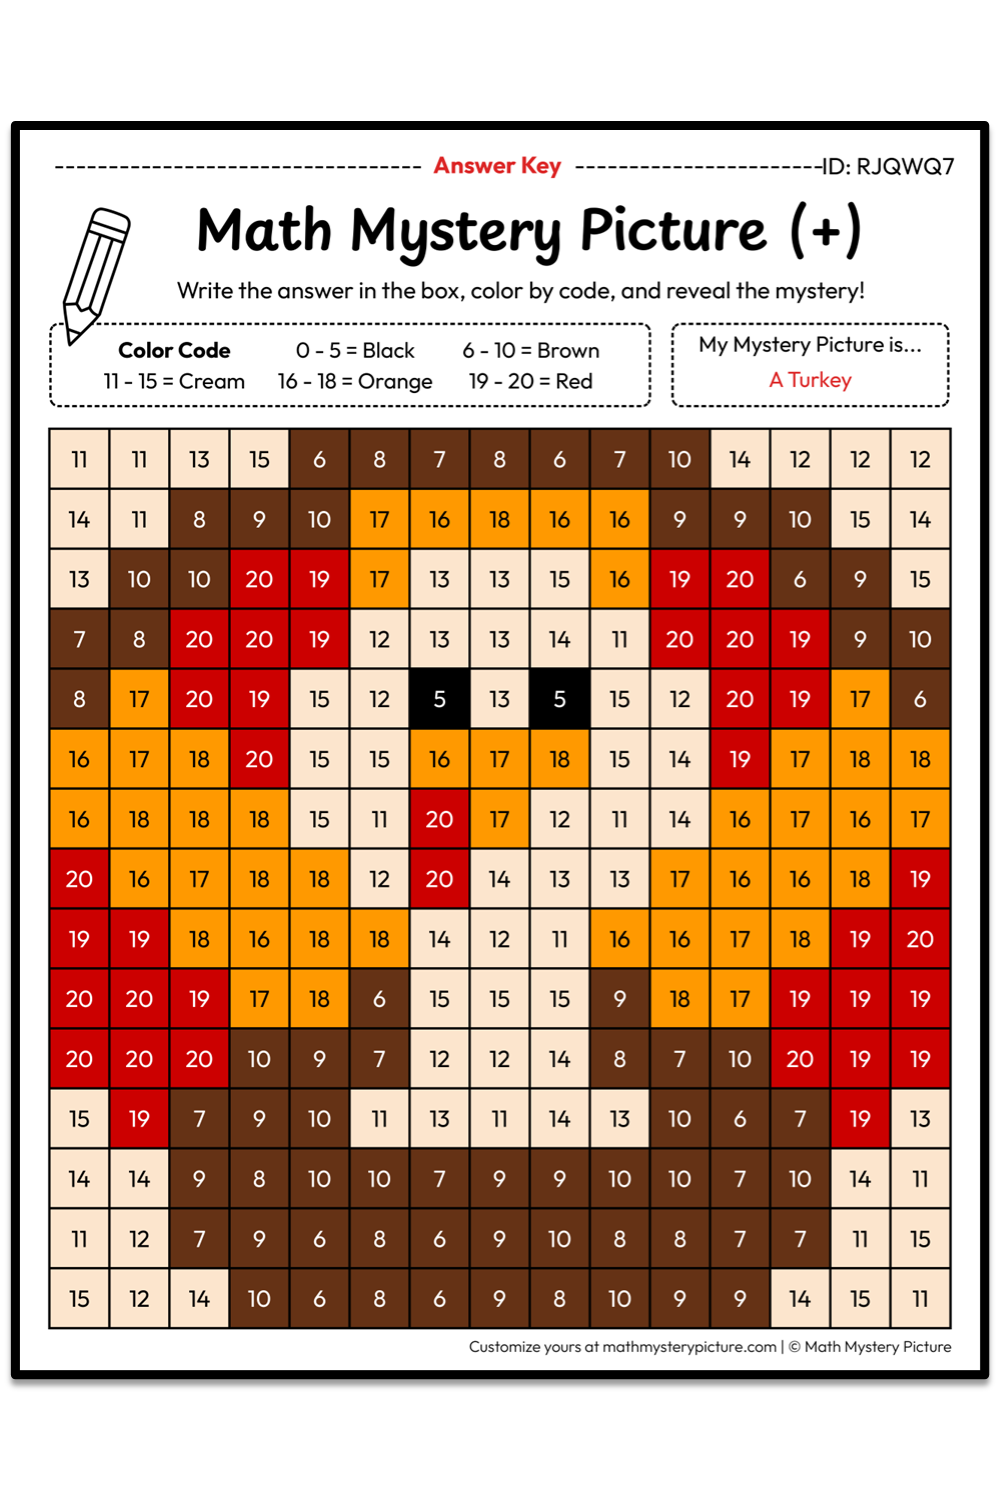 Answer Key
ID: RJQWQ7
Math Mystery Picture (+)
Write the answer in the box, color by code, and reveal the mystery!
Color Code 0 - 5 = Black 6 - 10 = Brown
11 - 15 = Cream 16 - 18 = Orange 19 - 20 = Red
My Mystery Picture is...
A Turkey
11 11 13 15 6 8 7 8 6 7 10 14 12 12 12
14 11 8 9 10 17 16 18 16 16 9 9 10 15 14
13 10 10 20 19 17 13 13 15 16 19 20 6 9 15
7 8 20 20 19 12 13 13 14 11 20 20 19 9 10
8 17 20 19 15 12 5 13 5 15 12 20 19 17 6
16 17 18 20 15 15 16 17 18 15 14 19 17 18 18
16 18 18 18 15 11 20 17 12 11 14 16 17 16 17
20 16 17 18 18 12 20 14 13 13 17 16 16 18 19
19 19 18 16 18 18 14 12 11 16 16 17 18 19 20
20 20 19 17 18 6 15 15 15 9 18 17 19 19 19
20 20 20 10 9 7 12 12 14 8 7 10 20 19 19
15 19 7 9 10 11 13 11 14 13 10 6 7 19 13
14 14 9 8 10 10 7 9 9 10 10 7 10 14 11
11 12 7 9 6 8 6 9 10 8 8 7 7 11 15
15 12 14 10 6 8 6 9 8 10 9 9 14 15 11
Customize yours at mathmysterypicture.com | © Math Mystery Picture